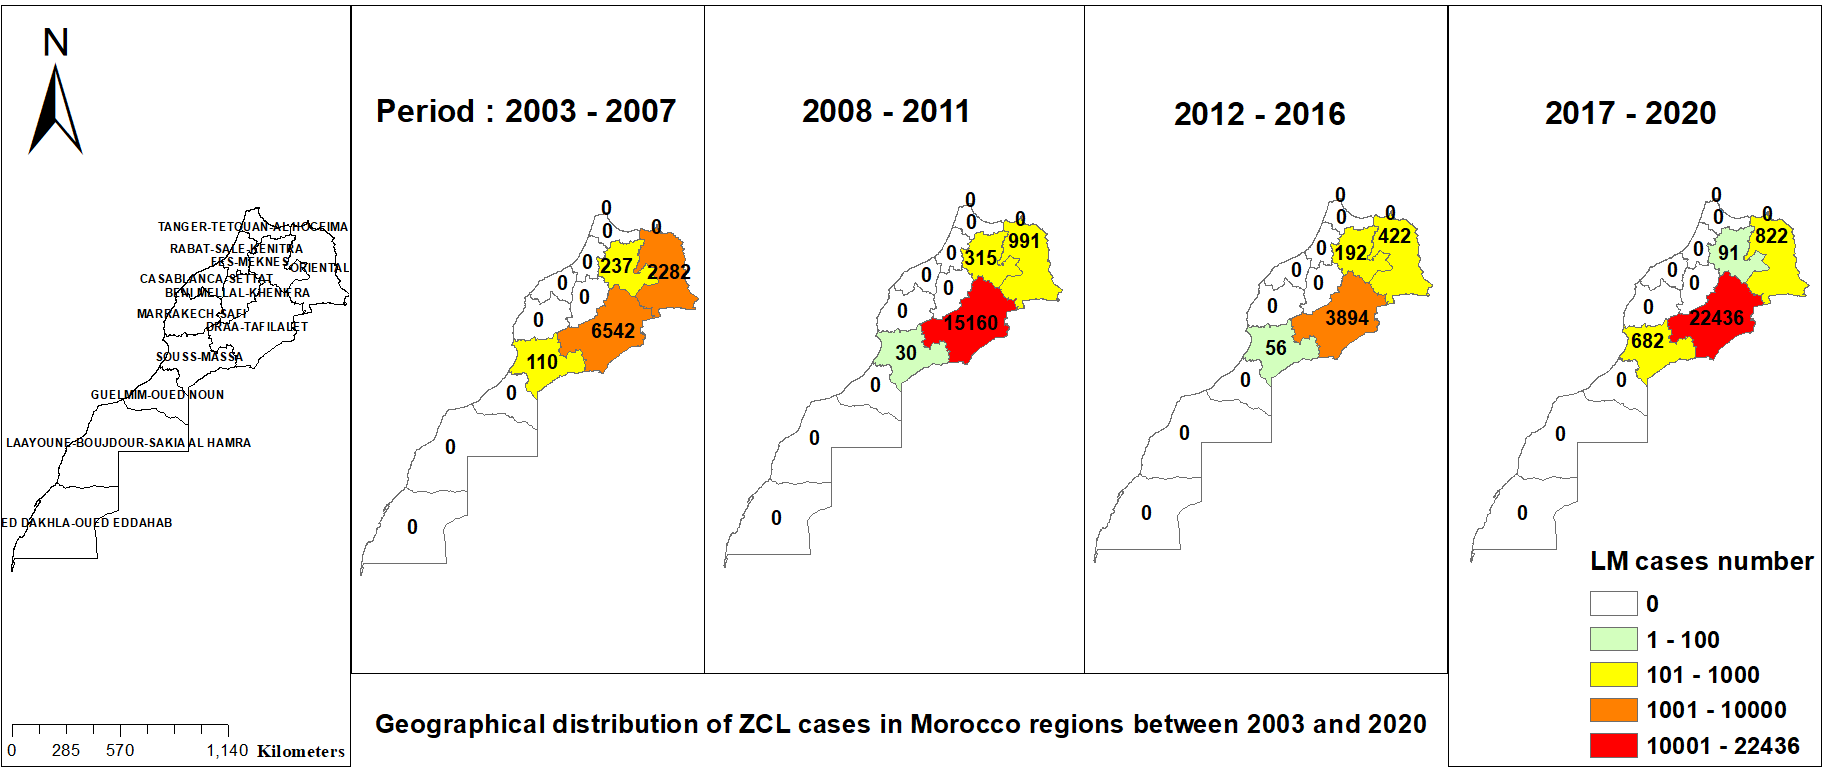 N
TANGER-TETOUAN-AL HOCEIMA
RABAT-SALE-KENITRA
FES-MEKNES
ORIENTAL
CASABLANCA-SETTAT
BENI MELLAL-KHENIFRA
MARRAKECH-SAFI
DRAA-TAFILALET
SOUSS-MASSA
GUELMIM-OUED NOUN
LAAYOUNE-BOUJDOUR-SAKIA AL HAMRA
ED DAKHLA-OUED EDDAHAB
0 285 570 1,140 Kilometers
Period : 2003 - 2007
0
0
0
0
237
2282
0
0
0
6542
110
0
0
0
2008 - 2011
0
0
0
991
0
315
0
0
0
15160
30
0
0
0
2012 - 2016
0
0
0
422
0
192
0
0
0
3894
56
0
0
0
2017 - 2020
0
0
0
822
0
91
0
0
0
22436
682
0
0
0
LM cases number
0
1 - 100
101 - 1000
1001 - 10000
10001 - 22436
Geographical distribution of ZCL cases in Morocco regions between 2003 and 2020